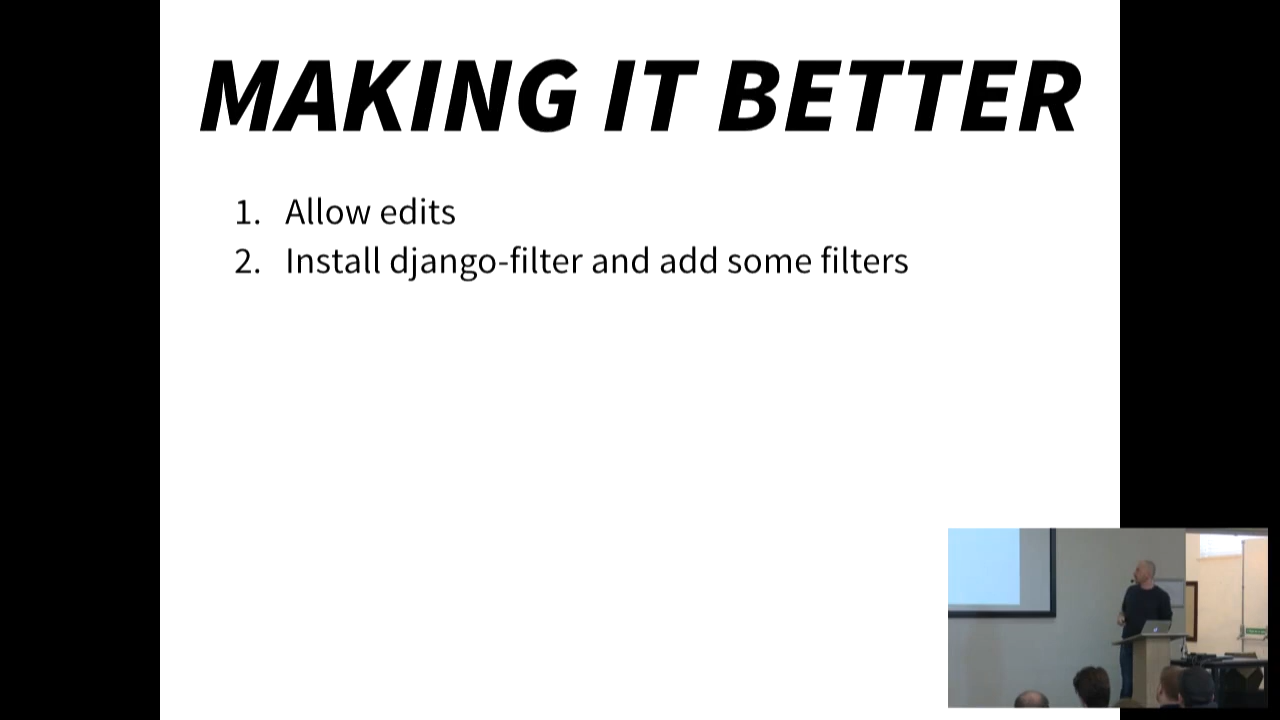 MAKING IT BETTER
1. Allow edits
2. Install django-filter and add some filters